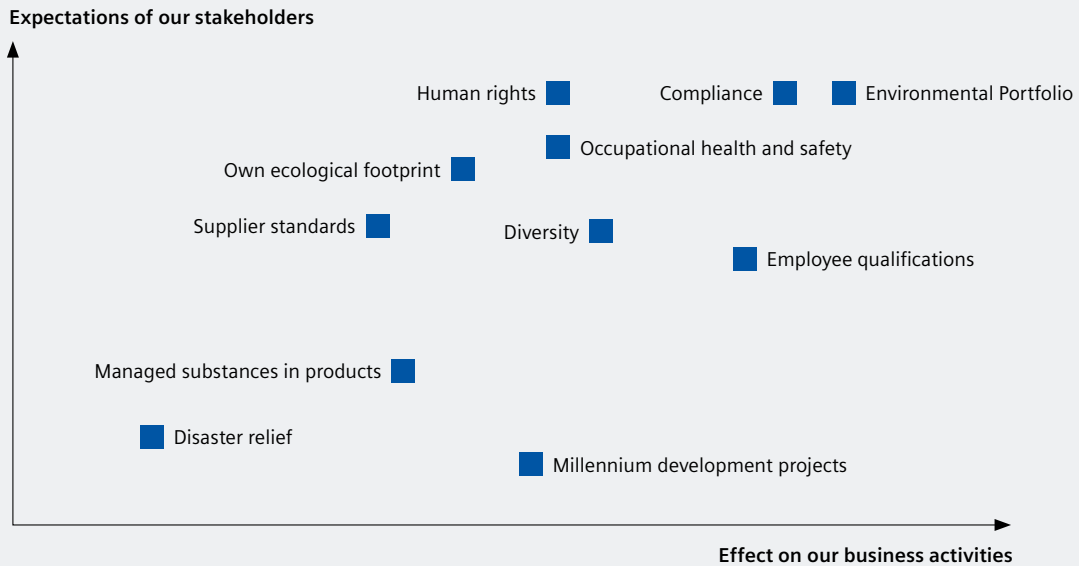 Expectations of our stakeholders
Human rights
Compliance
Environmental Portfolio
Occupational health and safety
Own ecological footprint
Supplier standards
Diversity
Employee qualifications
Managed substances in products
Disaster relief
Millennium development projects
Effect on our business activities